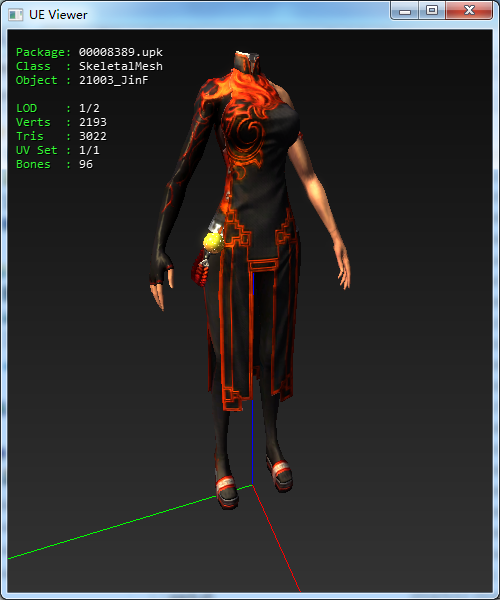 UE Viewer
Package: 00008389.upk
Class  : SkeletalMesh
Object : 21003_JinF
LOD    : 1/2
Verts  : 2193
Tris   : 3022
UV Set : 1/1
Bones  : 96